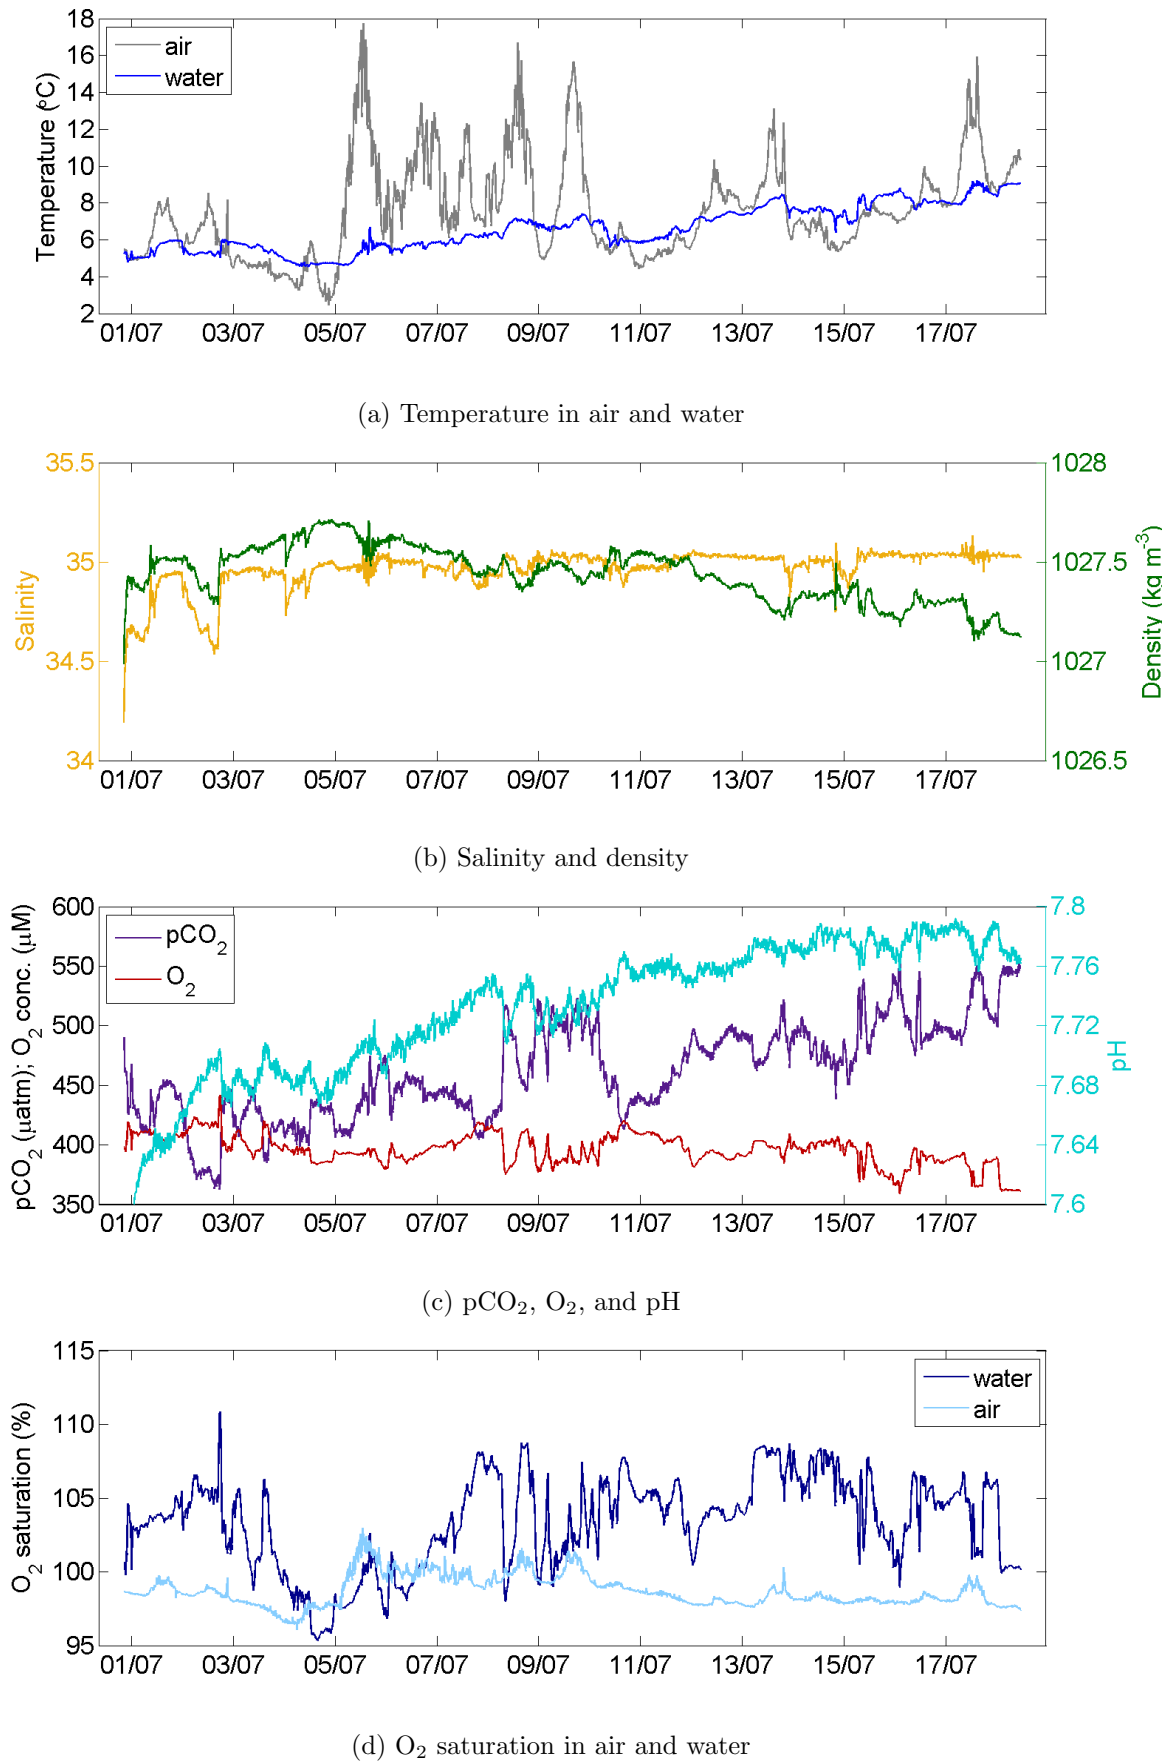 18
16
14
12
10
8
6
4
2
Temperature (°C)
air
water
01/07 03/07 05/07 07/07 09/07 11/07 13/07 15/07 17/07
(a) Temperature in air and water
35.5
35
34.5
34
Salinity
1028
1027.5
1027
1026.5
Density (kg m⁻³)
01/07 03/07 05/07 07/07 09/07 11/07 13/07 15/07 17/07
(b) Salinity and density
600
550
500
450
400
350
pCO₂ (µatm); O₂ conc. (µM)
pCO₂
O₂
7.8
7.76
7.72
7.68
7.64
7.6
pH
01/07 03/07 05/07 07/07 09/07 11/07 13/07 15/07 17/07
(c) pCO₂, O₂, and pH
115
110
105
100
95
O₂ saturation (%)
water
air
01/07 03/07 05/07 07/07 09/07 11/07 13/07 15/07 17/07
(d) O₂ saturation in air and water